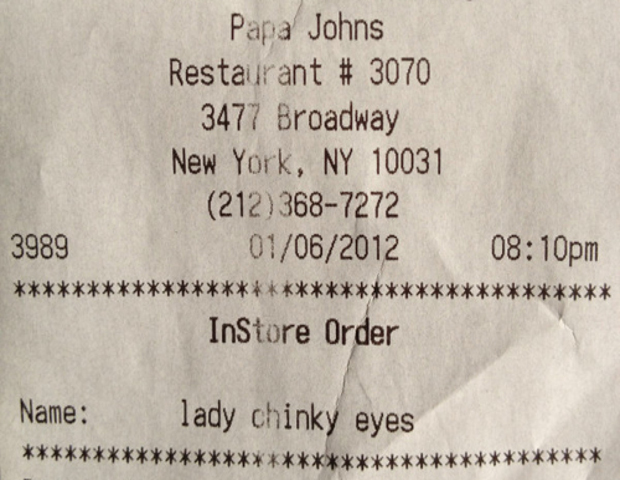 Papa Johns
Restaurant # 3070
3477 Broadway
New York, NY 10031
(212)368-7272
3989 01/06/2012 08:10pm
*****************************************
InStore Order
Name: lady chinky eyes
*****************************************